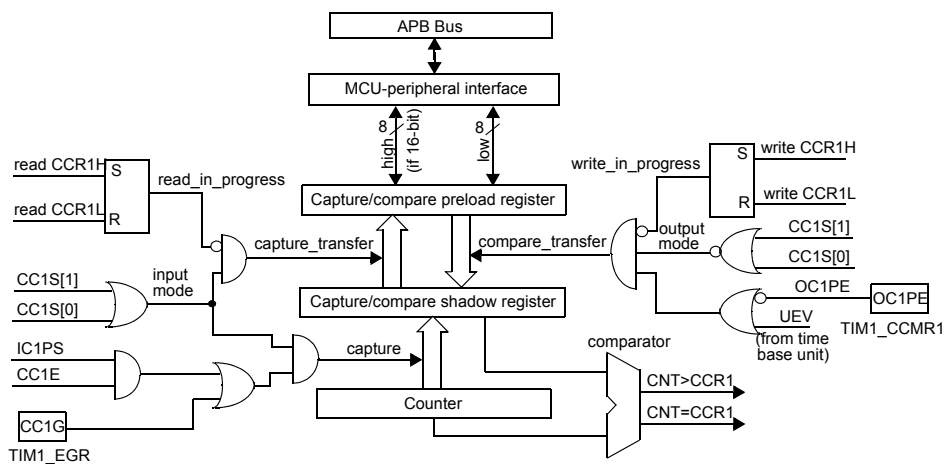 APB Bus
MCU-peripheral interface
8
high
(if 16-bit)
8
low
read CCR1H
S
read_in_progress
read CCR1L
R
write_in_progress
S
write CCR1H
R
write CCR1L
Capture/compare preload register
capture_transfer
compare_transfer
output
mode
CC1S[1]
CC1S[0]
CC1S[1]
input
mode
CC1S[0]
Capture/compare shadow register
OC1PE
OC1PE
UEV
TIM1_CCMR1
(from time
base unit)
IC1PS
capture
comparator
CC1E
CNT>CCR1
Counter
CNT=CCR1
CC1G
TIM1_EGR